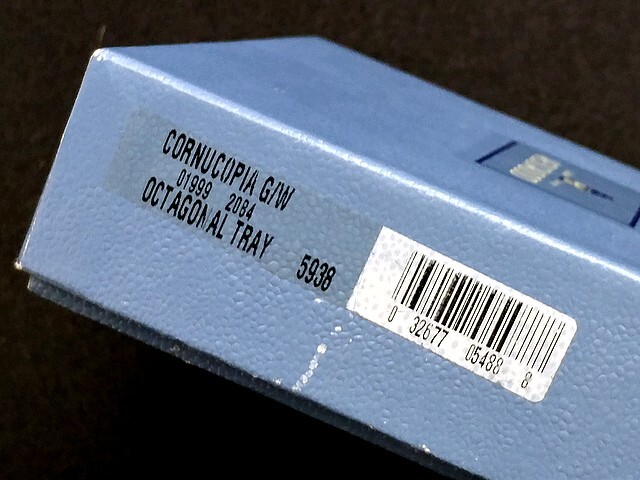 CORNUCOPIA G/W
01999 2084
OCTAGONAL TRAY
5938
0 32677 05488 8